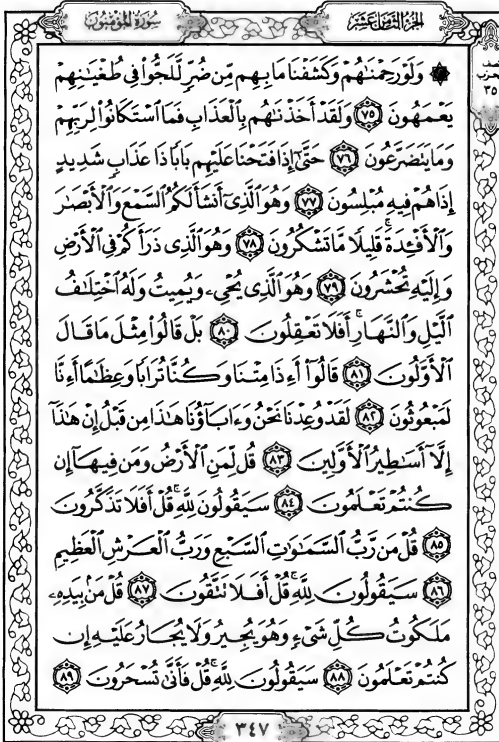 الجزء الثامن عشر
سورة المؤمنون
نصف
الحزب
٣٥
۞ وَلَوْ رَحِمْنَٰهُمْ وَكَشَفْنَا مَا بِهِم مِّن ضُرٍّ لَّلَجُّوا۟ فِى طُغْيَٰنِهِمْ
يَعْمَهُونَ ٧٥ وَلَقَدْ أَخَذْنَٰهُم بِٱلْعَذَابِ فَمَا ٱسْتَكَانُوا۟ لِرَبِّهِمْ
وَمَا يَتَضَرَّعُونَ ٧٦ حَتَّىٰٓ إِذَا فَتَحْنَا عَلَيْهِم بَابًا ذَا عَذَابٍ شَدِيدٍ
إِذَا هُمْ فِيهِ مُبْلِسُونَ ٧٧ وَهُوَ ٱلَّذِىٓ أَنشَأَ لَكُمُ ٱلسَّمْعَ وَٱلْأَبْصَٰرَ
وَٱلْأَفْـِٔدَةَ ۚ قَلِيلًا مَّا تَشْكُرُونَ ٧٨ وَهُوَ ٱلَّذِى ذَرَأَكُمْ فِى ٱلْأَرْضِ
وَإِلَيْهِ تُحْشَرُونَ ٧٩ وَهُوَ ٱلَّذِى يُحْىِۦ وَيُمِيتُ وَلَهُ ٱخْتِلَٰفُ
ٱلَّيْلِ وَٱلنَّهَارِ ۚ أَفَلَا تَعْقِلُونَ ٨٠ بَلْ قَالُوا۟ مِثْلَ مَا قَالَ
ٱلْأَوَّلُونَ ٨١ قَالُوٓا۟ أَءِذَا مِتْنَا وَكُنَّا تُرَابًا وَعِظَٰمًا أَءِنَّا
لَمَبْعُوثُونَ ٨٢ لَقَدْ وُعِدْنَا نَحْنُ وَءَابَآؤُنَا هَٰذَا مِن قَبْلُ إِنْ هَٰذَآ
إِلَّآ أَسَٰطِيرُ ٱلْأَوَّلِينَ ٨٣ قُل لِّمَنِ ٱلْأَرْضُ وَمَن فِيهَآ إِن
كُنتُمْ تَعْلَمُونَ ٨٤ سَيَقُولُونَ لِلَّهِ ۚ قُلْ أَفَلَا تَذَكَّرُونَ
٨٥ قُلْ مَن رَّبُّ ٱلسَّمَٰوَٰتِ ٱلسَّبْعِ وَرَبُّ ٱلْعَرْشِ ٱلْعَظِيمِ
٨٦ سَيَقُولُونَ لِلَّهِ ۚ قُلْ أَفَلَا تَتَّقُونَ ٨٧ قُلْ مَنۢ بِيَدِهِۦ
مَلَكُوتُ كُلِّ شَىْءٍ وَهُوَ يُجِيرُ وَلَا يُجَارُ عَلَيْهِ إِن
كُنتُمْ تَعْلَمُونَ ٨٨ سَيَقُولُونَ لِلَّهِ ۚ قُلْ فَأَنَّىٰ تُسْحَرُونَ ٨٩
٣٤٧